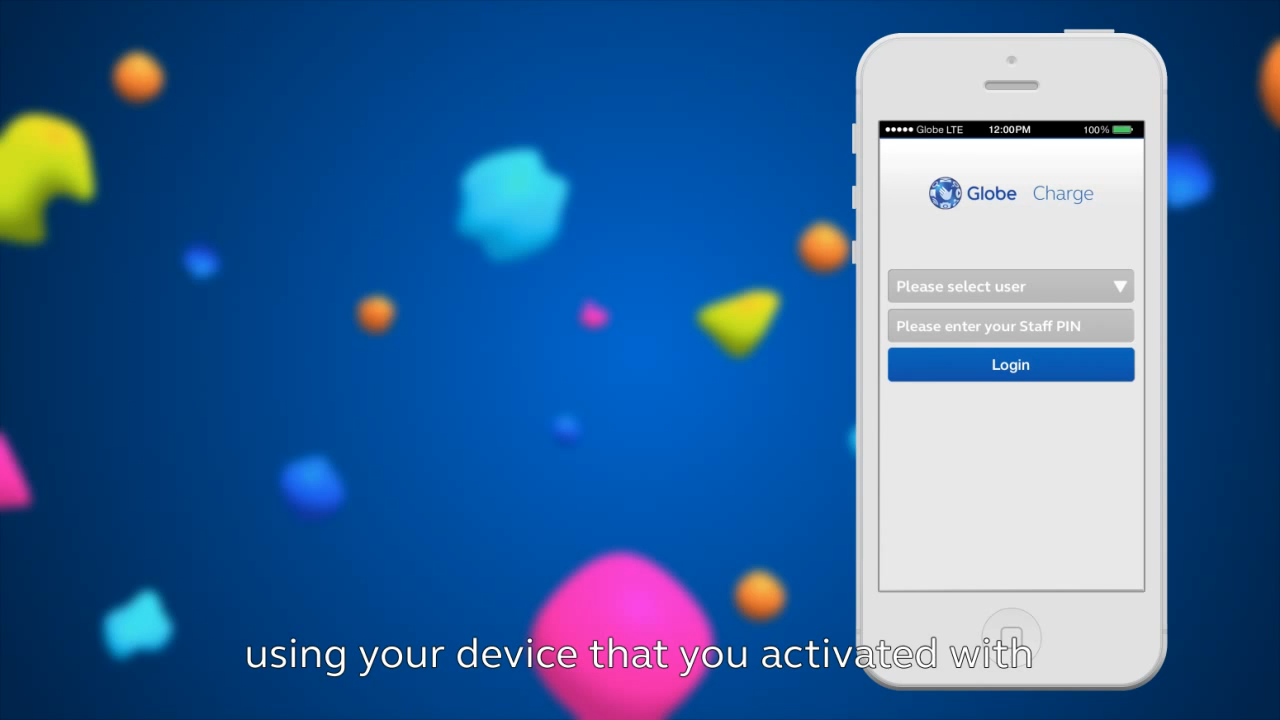 Globe LTE 12:00PM 100%
Globe Charge
Please select user
Please enter your Staff PIN
Login
using your device that you activated with